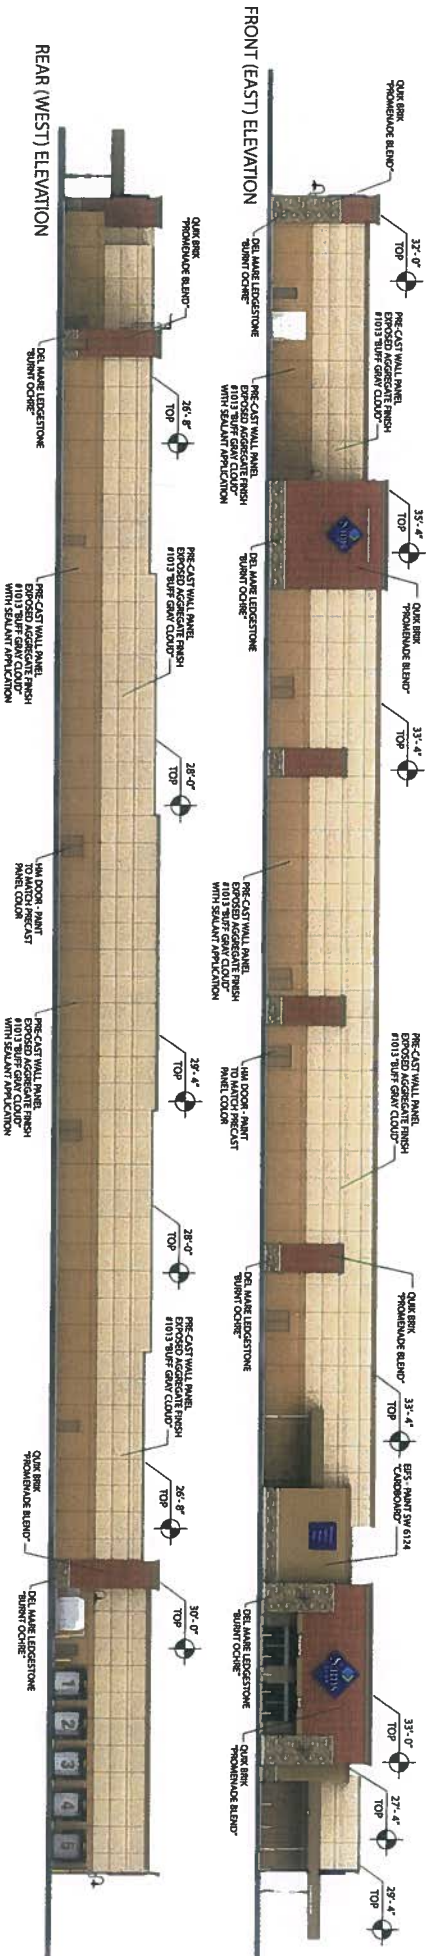 QUIK BRIK
"PROMENADE BLEND"
32'- 0"
TOP
PRE-CAST WALL PANEL
EXPOSED AGGREGATE FINISH
#1013 "BUFF GRAY CLOUD"
35'- 4"
TOP
QUIK BRIK
"PROMENADE BLEND"
33'- 4"
TOP
PRE-CAST WALL PANEL
EXPOSED AGGREGATE FINISH
#1013 "BUFF GRAY CLOUD"
QUIK BRIK
"PROMENADE BLEND"
33'- 4"
TOP
EIFS - PAINT SW 6124
"CARDBOARD"
33'- 0"
TOP
27'- 4"
TOP
29'- 4"
TOP
DEL MARE LEDGESTONE
"BURNT OCHRE"
PRE-CAST WALL PANEL
EXPOSED AGGREGATE FINISH
#1013 "BUFF GRAY CLOUD"
WITH SEALANT APPLICATION
DEL MARE LEDGESTONE
"BURNT OCHRE"
PRE-CAST WALL PANEL
EXPOSED AGGREGATE FINISH
#1013 "BUFF GRAY CLOUD"
WITH SEALANT APPLICATION
HM DOOR - PAINT
TO MATCH PRECAST
PANEL COLOR
DEL MARE LEDGESTONE
"BURNT OCHRE"
DEL MARE LEDGESTONE
"BURNT OCHRE"
QUIK BRIK
"PROMENADE BLEND"
FRONT (EAST) ELEVATION
QUIK BRIK
"PROMENADE BLEND"
26'- 8"
TOP
PRE-CAST WALL PANEL
EXPOSED AGGREGATE FINISH
#1013 "BUFF GRAY CLOUD"
28'-0"
TOP
29'- 4"
TOP
28'-0"
TOP
PRE-CAST WALL PANEL
EXPOSED AGGREGATE FINISH
#1013 "BUFF GRAY CLOUD"
26'- 8"
TOP
QUIK BRIK
"PROMENADE BLEND"
30'- 0"
TOP
1
2
3
4
5
DEL MARE LEDGESTONE
"BURNT OCHRE"
PRE-CAST WALL PANEL
EXPOSED AGGREGATE FINISH
#1013 "BUFF GRAY CLOUD"
WITH SEALANT APPLICATION
HM DOOR - PAINT
TO MATCH PRECAST
PANEL COLOR
PRE-CAST WALL PANEL
EXPOSED AGGREGATE FINISH
#1013 "BUFF GRAY CLOUD"
WITH SEALANT APPLICATION
DEL MARE LEDGESTONE
"BURNT OCHRE"
REAR (WEST) ELEVATION